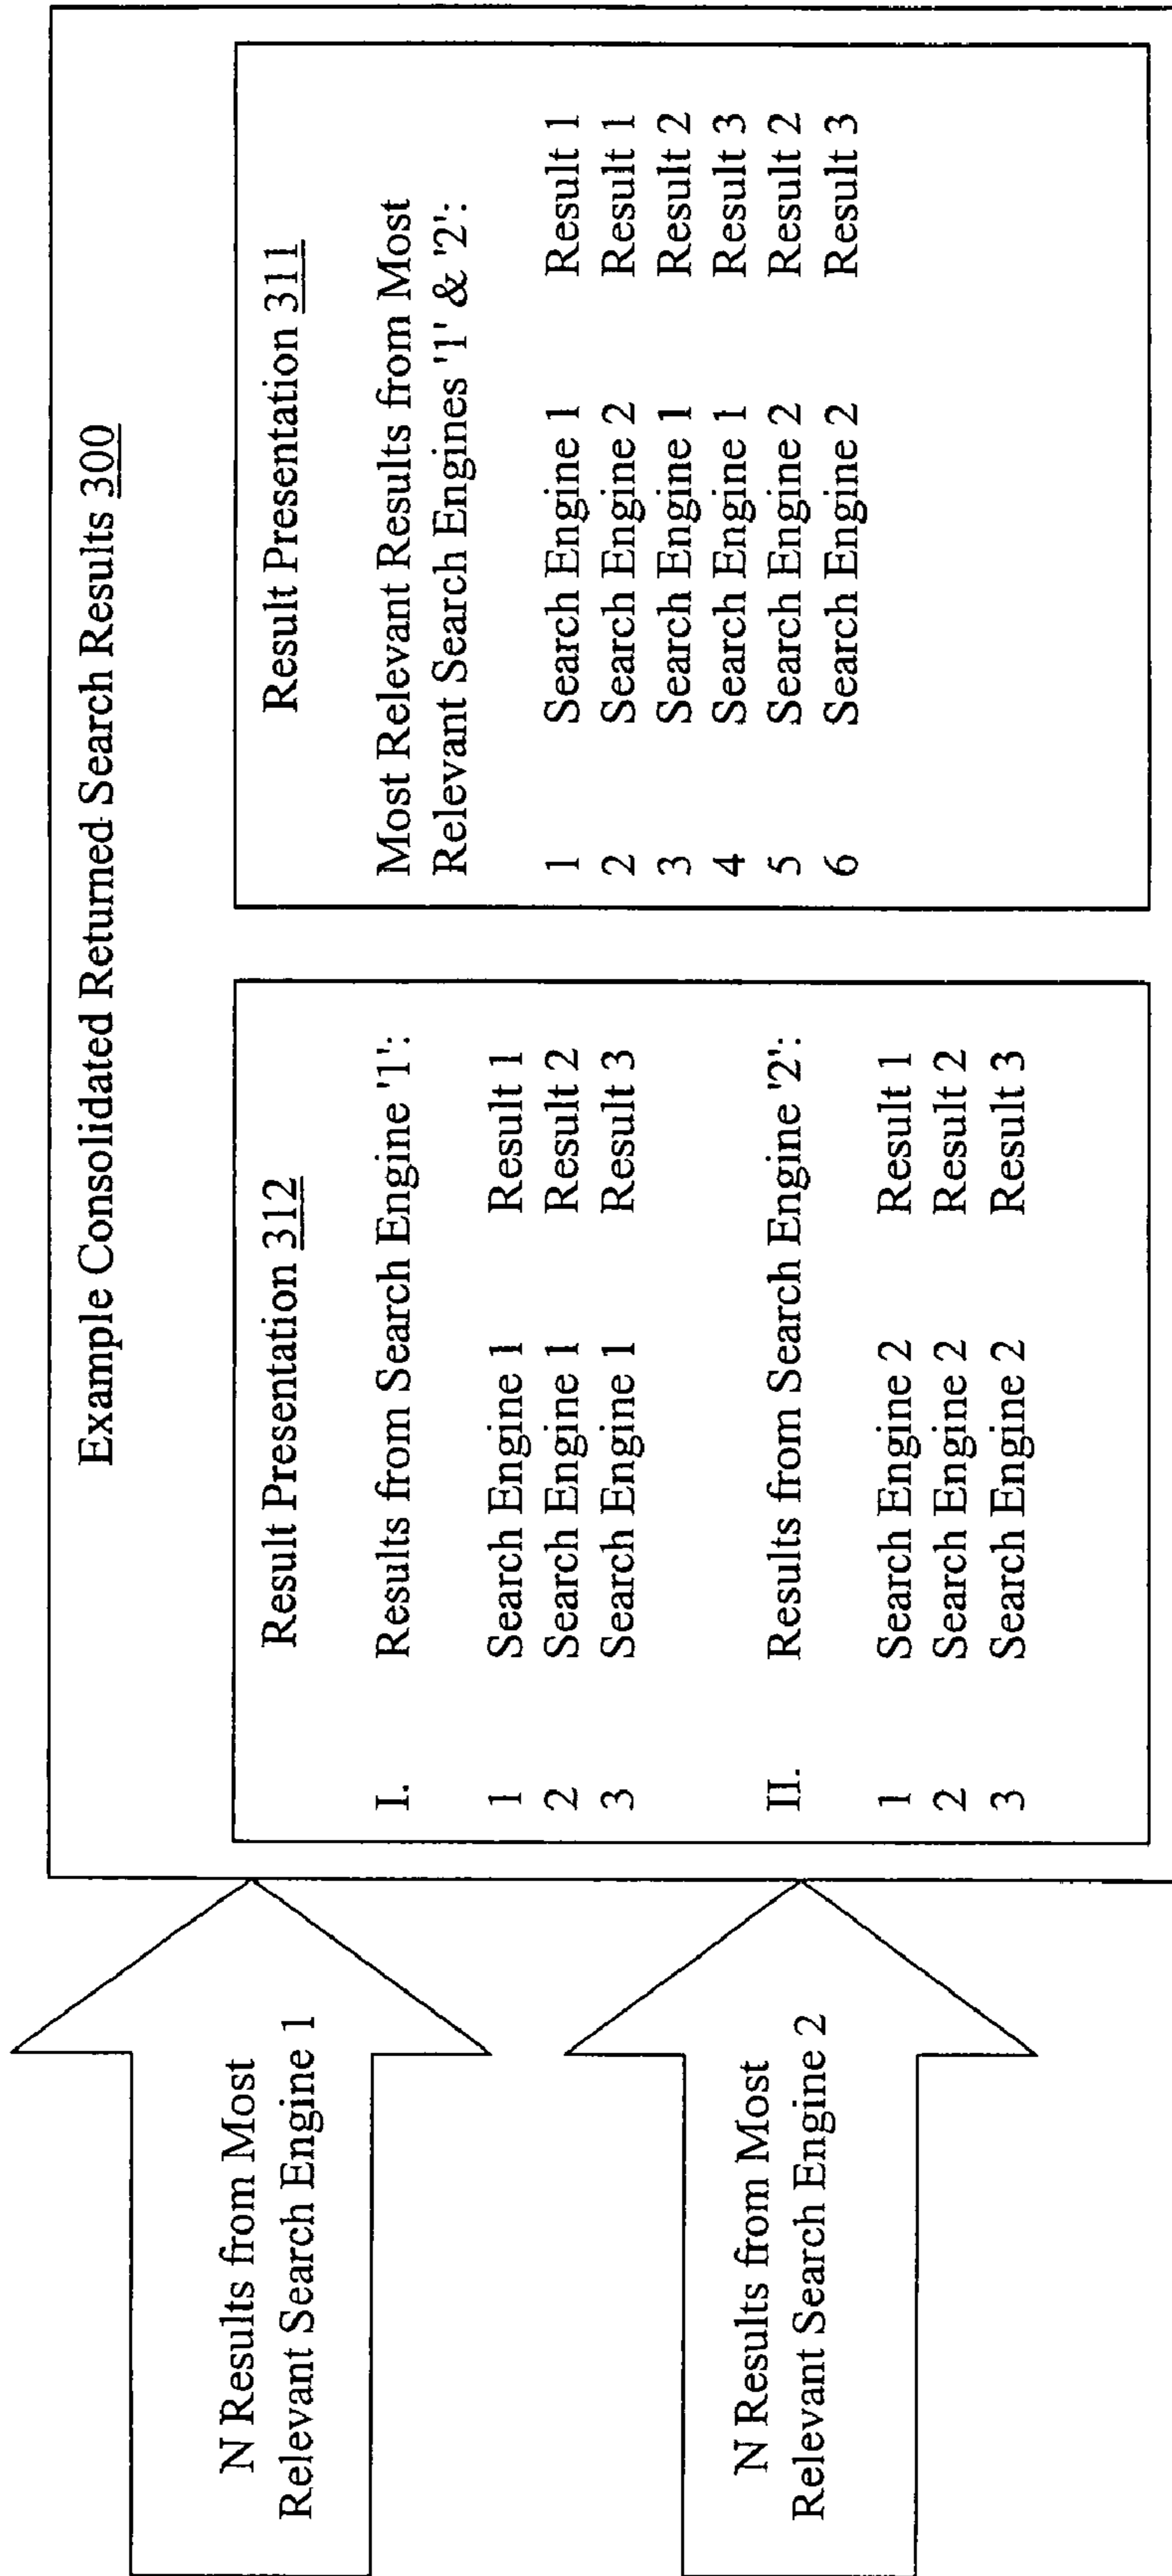 Example Consolidated Returned Search Results 300
N Results from Most
Relevant Search Engine 1
N Results from Most
Relevant Search Engine 2
Result Presentation 312
I. Results from Search Engine '1':
1 Search Engine 1 Result 1
2 Search Engine 1 Result 2
3 Search Engine 1 Result 3
II. Results from Search Engine '2':
1 Search Engine 2 Result 1
2 Search Engine 2 Result 2
3 Search Engine 2 Result 3
Result Presentation 311
Most Relevant Results from Most
Relevant Search Engines '1' & '2':
1 Search Engine 1 Result 1
2 Search Engine 2 Result 1
3 Search Engine 1 Result 2
4 Search Engine 1 Result 3
5 Search Engine 2 Result 2
6 Search Engine 2 Result 3